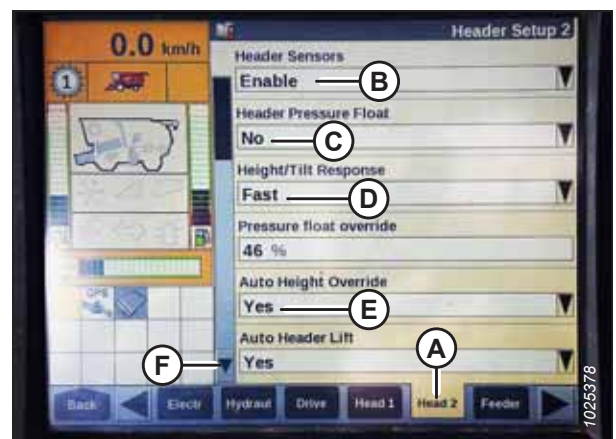 0.0 km/h
Header Setup 2
1
Header Sensors
Enable
B
Header Pressure Float
No
C
Height/Tilt Response
Fast
D
Pressure float override
46 %
Auto Height Override
Yes
E
Auto Header Lift
Yes
F
A
GPS
Back
Electr
Hydraul
Drive
Head 1
Head 2
Feeder
1025378